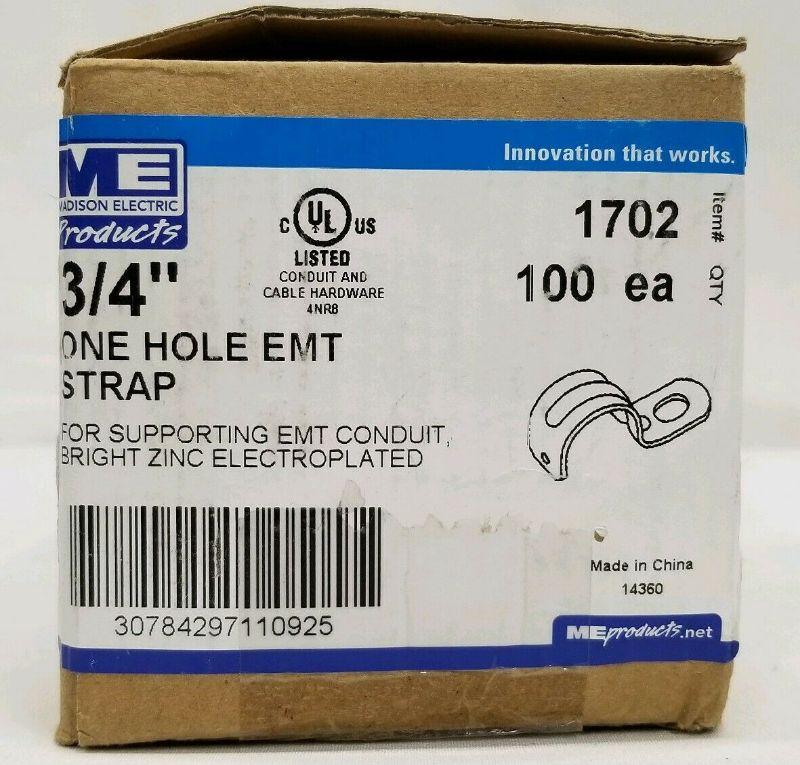 Innovation that works.
ME
MADISON ELECTRIC
Products
C UL US
LISTED
CONDUIT AND
CABLE HARDWARE
4NR8
1702 Item#
100 ea QTY
3/4"
ONE HOLE EMT
STRAP
FOR SUPPORTING EMT CONDUIT,
BRIGHT ZINC ELECTROPLATED
30784297110925
Made in China
14360
MEproducts.net